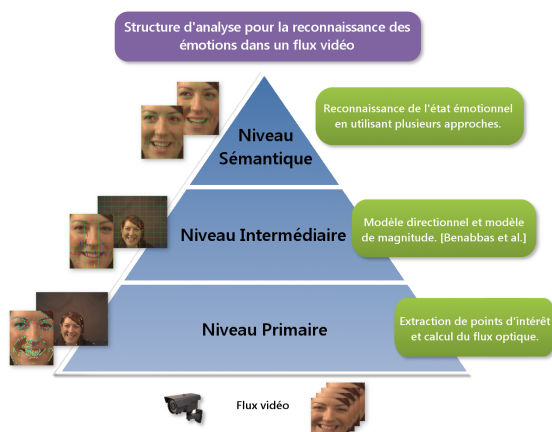 Structure d'analyse pour la reconnaissance des
émotions dans un flux vidéo
Niveau
Sémantique
Reconnaissance de l'état émotionnel
en utilisant plusieurs approches.
Niveau Intermédiaire
Modèle directionnel et modèle
de magnitude. [Benabbas et al.]
Niveau Primaire
Extraction de points d'intérêt
et calcul du flux optique.
Flux vidéo